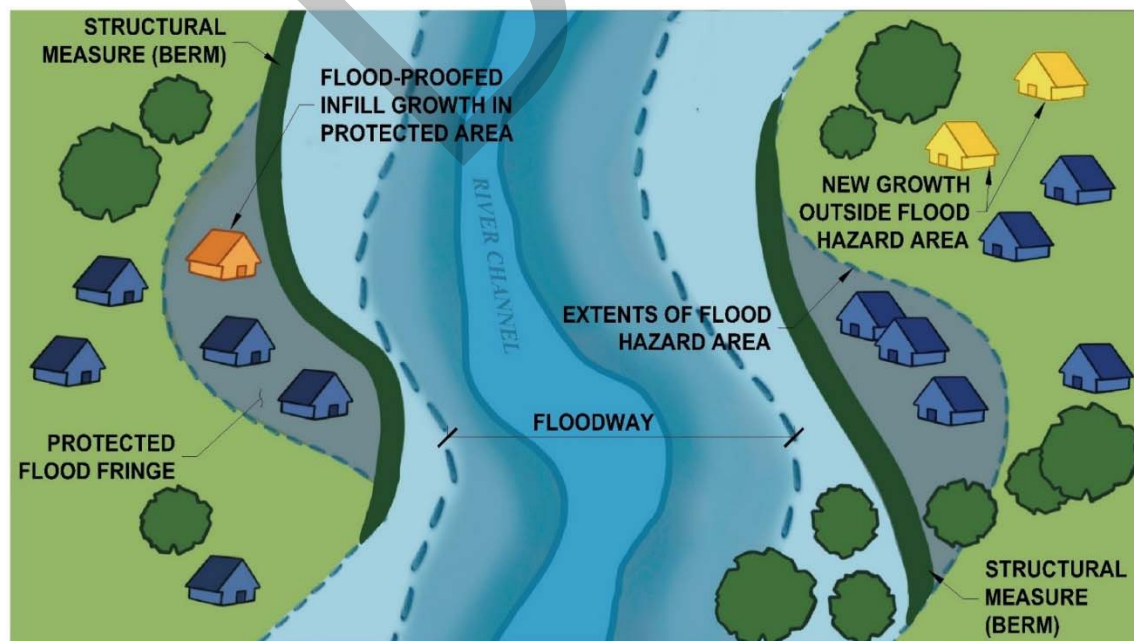 STRUCTURAL
MEASURE (BERM)
FLOOD-PROOFED
INFILL GROWTH IN
PROTECTED AREA
RIVER CHANNEL
NEW GROWTH
OUTSIDE FLOOD
HAZARD AREA
EXTENTS OF FLOOD
HAZARD AREA
FLOODWAY
PROTECTED
FLOOD FRINGE
STRUCTURAL
MEASURE
(BERM)